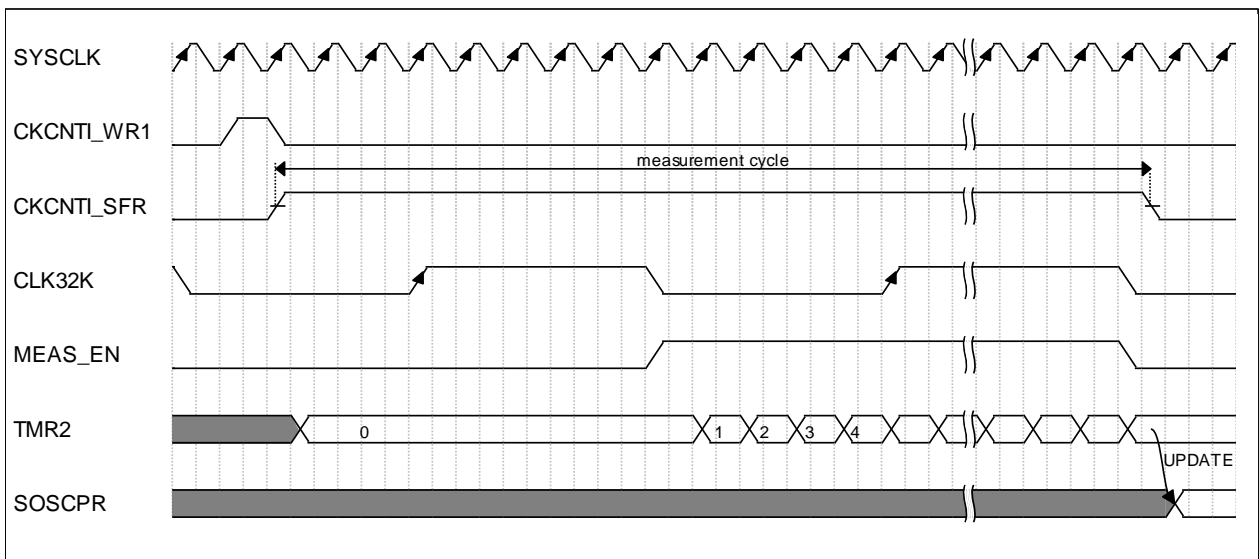 SYSCLK
CKCNTI_WR1
measurement cycle
CKCNTI_SFR
CLK32K
MEAS_EN
TMR2
0 1 2 3 4
UPDATE
SOSCPR